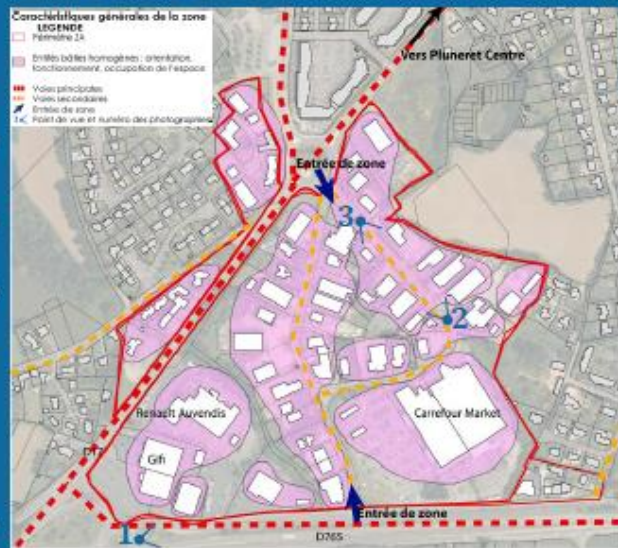 Caractéristiques générales de la zone
LEGENDE
Périmètre ZA
Entités bâties homogènes : orientation,
fonctionnement, occupation de l'espace
Voies principales
Voies secondaires
Entrée de zone
1 Point de vue et numéro des photographies
Vers Pluneret Centre
Entrée de zone
3
2
Renault Auvendis
Carrefour Market
Gifi
Entrée de zone
1
D765